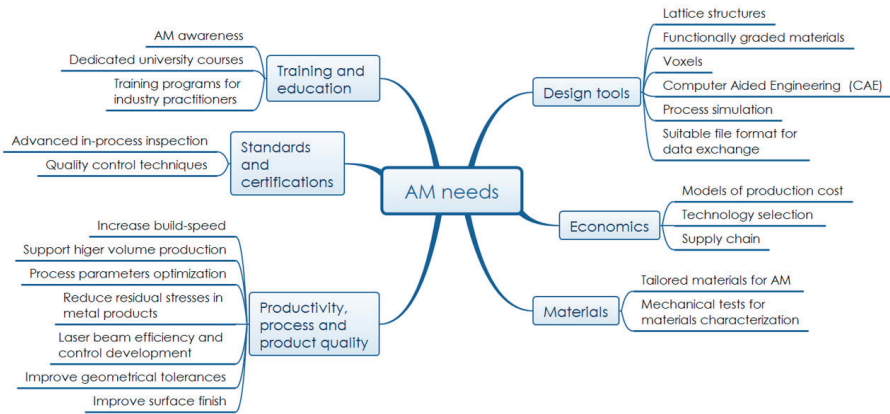 AM awareness
Dedicated university courses
Training programs for
industry practitioners
Training and
education
Advanced in-process inspection
Quality control techniques
Standards
and
certifications
Increase build-speed
Support higer volume production
Process parameters optimization
Reduce residual stresses in
metal products
Laser beam efficiency and
control development
Improve geometrical tolerances
Improve surface finish
Productivity,
process and
product quality
AM needs
Design tools
Lattice structures
Functionally graded materials
Voxels
Computer Aided Engineering (CAE)
Process simulation
Suitable file format for
data exchange
Economics
Models of production cost
Technology selection
Supply chain
Materials
Tailored materials for AM
Mechanical tests for
materials characterization